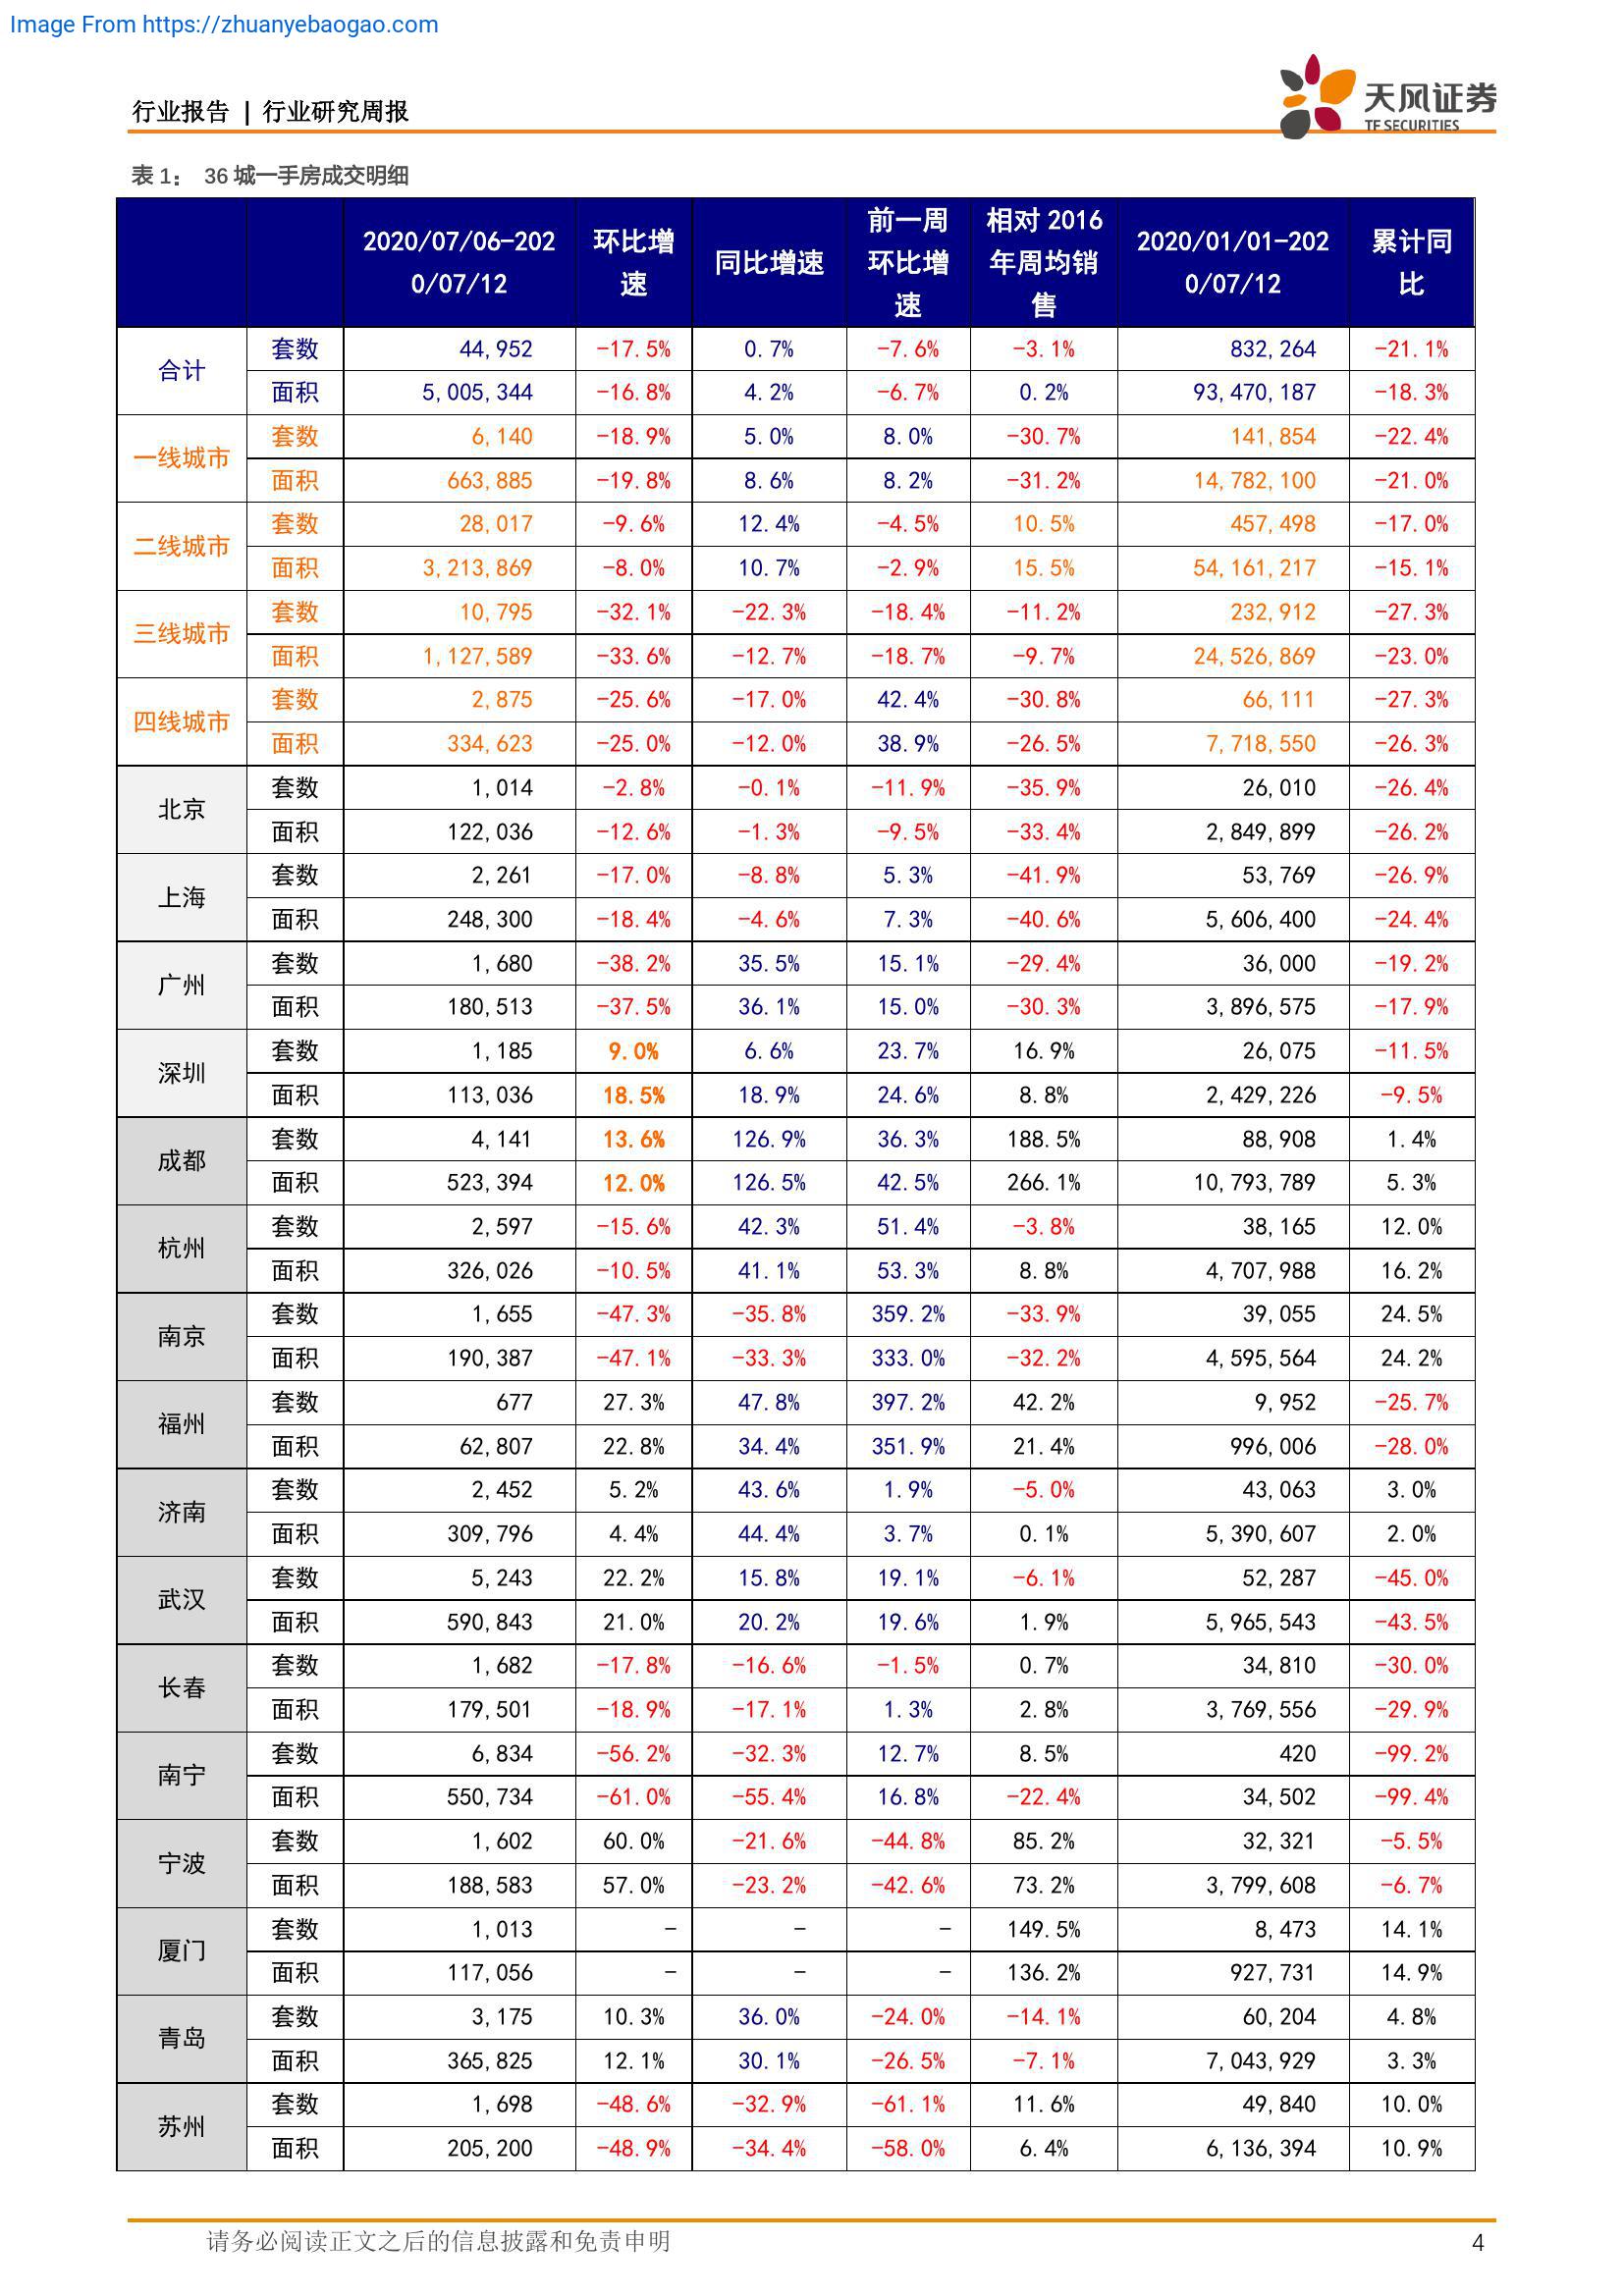 Image From https://zhuanyebaogao.com
行业报告 | 行业研究周报
天风证券
TF SECURITIES
表 1： 36 城一手房成交明细
2020/07/06-2020/07/12 环比增速 同比增速 前一周环比增速 相对 2016 年周均销售 2020/01/01-2020/07/12 累计同比
合计 套数 44,952 -17.5% 0.7% -7.6% -3.1% 832,264 -21.1%
面积 5,005,344 -16.8% 4.2% -6.7% 0.2% 93,470,187 -18.3%
一线城市 套数 6,140 -18.9% 5.0% 8.0% -30.7% 141,854 -22.4%
面积 663,885 -19.8% 8.6% 8.2% -31.2% 14,782,100 -21.0%
二线城市 套数 28,017 -9.6% 12.4% -4.5% 10.5% 457,498 -17.0%
面积 3,213,869 -8.0% 10.7% -2.9% 15.5% 54,161,217 -15.1%
三线城市 套数 10,795 -32.1% -22.3% -18.4% -11.2% 232,912 -27.3%
面积 1,127,589 -33.6% -12.7% -18.7% -9.7% 24,526,869 -23.0%
四线城市 套数 2,875 -25.6% -17.0% 42.4% -30.8% 66,111 -27.3%
面积 334,623 -25.0% -12.0% 38.9% -26.5% 7,718,550 -26.3%
北京 套数 1,014 -2.8% -0.1% -11.9% -35.9% 26,010 -26.4%
面积 122,036 -12.6% -1.3% -9.5% -33.4% 2,849,899 -26.2%
上海 套数 2,261 -17.0% -8.8% 5.3% -41.9% 53,769 -26.9%
面积 248,300 -18.4% -4.6% 7.3% -40.6% 5,606,400 -24.4%
广州 套数 1,680 -38.2% 35.5% 15.1% -29.4% 36,000 -19.2%
面积 180,513 -37.5% 36.1% 15.0% -30.3% 3,896,575 -17.9%
深圳 套数 1,185 9.0% 6.6% 23.7% 16.9% 26,075 -11.5%
面积 113,036 18.5% 18.9% 24.6% 8.8% 2,429,226 -9.5%
成都 套数 4,141 13.6% 126.9% 36.3% 188.5% 88,908 1.4%
面积 523,394 12.0% 126.5% 42.5% 266.1% 10,793,789 5.3%
杭州 套数 2,597 -15.6% 42.3% 51.4% -3.8% 38,165 12.0%
面积 326,026 -10.5% 41.1% 53.3% 8.8% 4,707,988 16.2%
南京 套数 1,655 -47.3% -35.8% 359.2% -33.9% 39,055 24.5%
面积 190,387 -47.1% -33.3% 333.0% -32.2% 4,595,564 24.2%
福州 套数 677 27.3% 47.8% 397.2% 42.2% 9,952 -25.7%
面积 62,807 22.8% 34.4% 351.9% 21.4% 996,006 -28.0%
济南 套数 2,452 5.2% 43.6% 1.9% -5.0% 43,063 3.0%
面积 309,796 4.4% 44.4% 3.7% 0.1% 5,390,607 2.0%
武汉 套数 5,243 22.2% 15.8% 19.1% -6.1% 52,287 -45.0%
面积 590,843 21.0% 20.2% 19.6% 1.9% 5,965,543 -43.5%
长春 套数 1,682 -17.8% -16.6% -1.5% 0.7% 34,810 -30.0%
面积 179,501 -18.9% -17.1% 1.3% 2.8% 3,769,556 -29.9%
南宁 套数 6,834 -56.2% -32.3% 12.7% 8.5% 420 -99.2%
面积 550,734 -61.0% -55.4% 16.8% -22.4% 34,502 -99.4%
宁波 套数 1,602 60.0% -21.6% -44.8% 85.2% 32,321 -5.5%
面积 188,583 57.0% -23.2% -42.6% 73.2% 3,799,608 -6.7%
厦门 套数 1,013 - - - 149.5% 8,473 14.1%
面积 117,056 - - - 136.2% 927,731 14.9%
青岛 套数 3,175 10.3% 36.0% -24.0% -14.1% 60,204 4.8%
面积 365,825 12.1% 30.1% -26.5% -7.1% 7,043,929 3.3%
苏州 套数 1,698 -48.6% -32.9% -61.1% 11.6% 49,840 10.0%
面积 205,200 -48.9% -34.4% -58.0% 6.4% 6,136,394 10.9%
请务必阅读正文之后的信息披露和免责申明 4